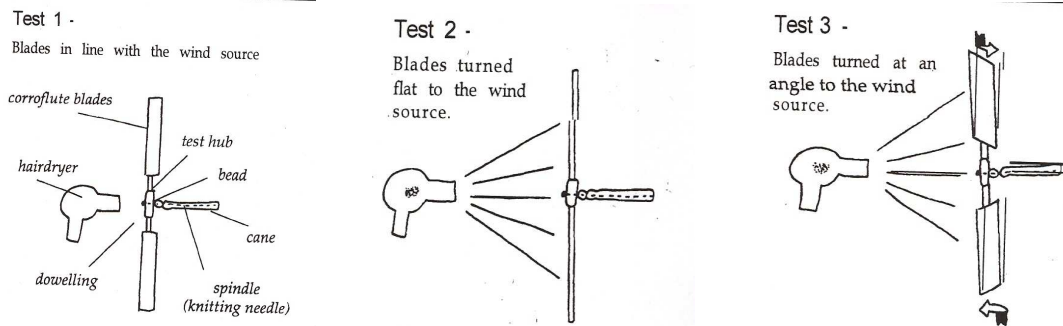 Test 1 -
Blades in line with the wind source
corroflute blades
test hub
hairdryer
bead
cane
dowelling
spindle
(knitting needle)
Test 2 -
Blades turned
flat to the wind
source.
Test 3 -
Blades turned at an
angle to the wind
source.